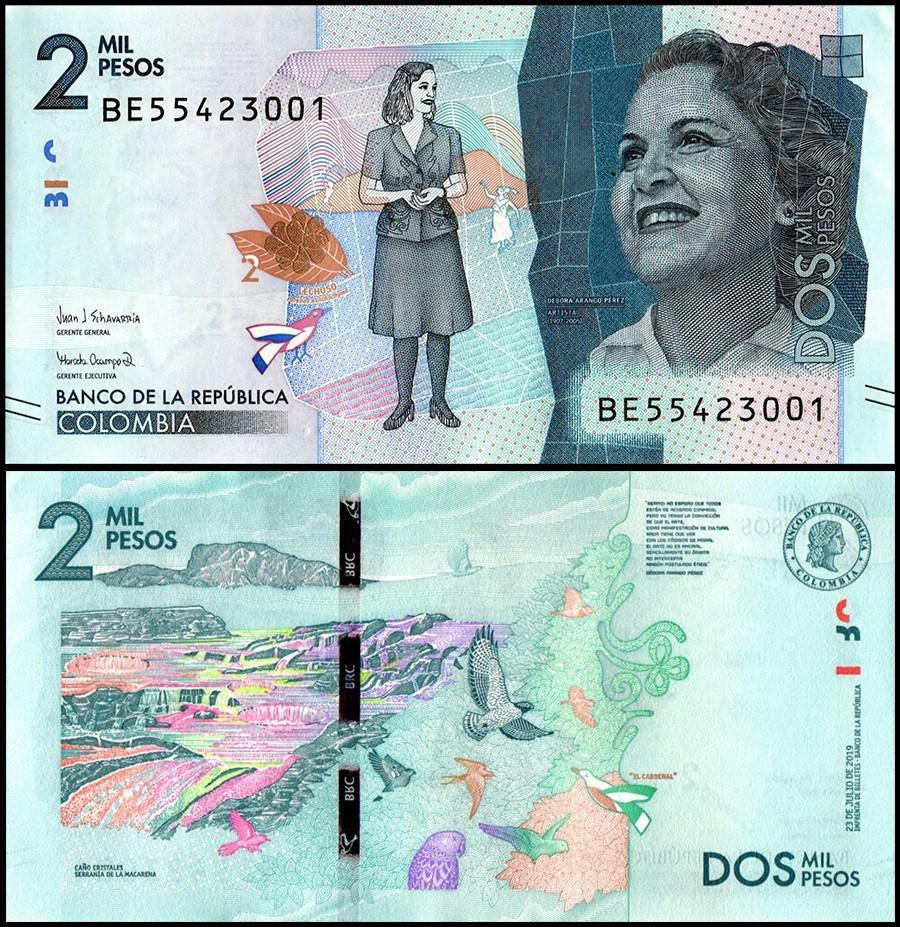 2 MIL
PESOS
BE55423001
2
LECHOSO
DÉBORA ARANGO PÉREZ
ARTISTA
(1907-2005)
DOS MIL
PESOS
Juan J Echavarría
GERENTE GENERAL
Marcela Ocampo D
GERENTE EJECUTIVA
BANCO DE LA REPÚBLICA
COLOMBIA
BE55423001
2 MIL
PESOS
BRC
BRC
BRC
"REPITO: NO ESPERO QUE TODOS
ESTÉN DE ACUERDO CONMIGO;
PERO YO TENGO LA CONVICCIÓN
DE QUE EL ARTE,
COMO MANIFESTACIÓN DE CULTURA,
NADA TIENE QUE VER
CON LOS CÓDIGOS DE MORAL.
EL ARTE NO ES AMORAL.
SENCILLAMENTE SU ÓRBITA
NO INTERCEPTA
NINGÚN POSTULADO ÉTICO."
DÉBORA ARANGO PÉREZ
BANCO DE LA REPUBLICA
COLOMBIA
"EL CARDENAL"
23 DE JULIO DE 2019
IMPRENTA DE BILLETES - BANCO DE LA REPÚBLICA
CAÑO CRISTALES
SERRANÍA DE LA MACARENA
DOS MIL
PESOS